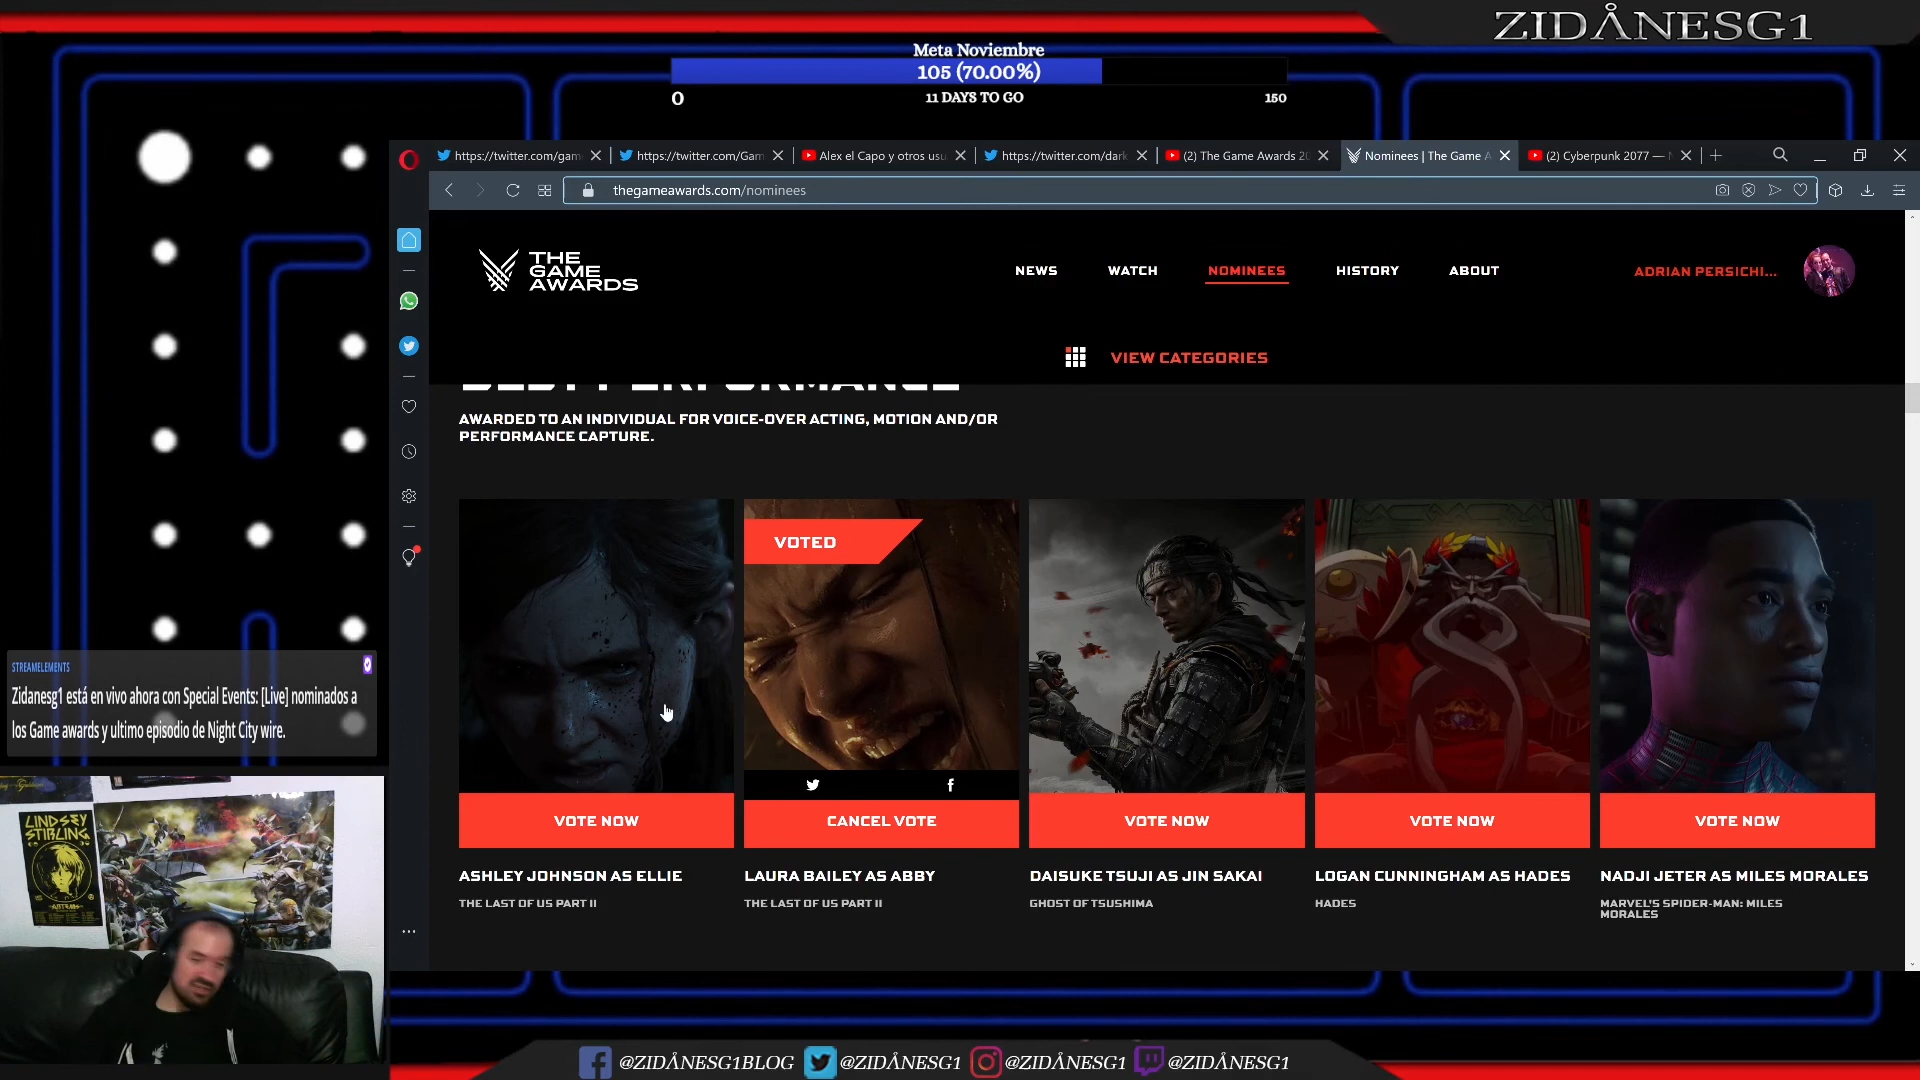 ZIDÅNESG1
Meta Noviembre
105 (70.00%)
0
11 DAYS TO GO
150
https://twitter.com/gam
https://twitter.com/Gam
Alex el Capo y otros usu
https://twitter.com/dark
(2) The Game Awards 20
Nominees | The Game A
(2) Cyberpunk 2077 —
thegameawards.com/nominees
THE
GAME
AWARDS
NEWS
WATCH
NOMINEES
HISTORY
ABOUT
ADRIAN PERSICHI...
VIEW CATEGORIES
BEST PERFORMANCE
AWARDED TO AN INDIVIDUAL FOR VOICE-OVER ACTING, MOTION AND/OR
PERFORMANCE CAPTURE.
VOTED
VOTE NOW
CANCEL VOTE
VOTE NOW
VOTE NOW
VOTE NOW
ASHLEY JOHNSON AS ELLIE
THE LAST OF US PART II
LAURA BAILEY AS ABBY
THE LAST OF US PART II
DAISUKE TSUJI AS JIN SAKAI
GHOST OF TSUSHIMA
LOGAN CUNNINGHAM AS HADES
HADES
NADJI JETER AS MILES MORALES
MARVEL'S SPIDER-MAN: MILES
MORALES
STREAMELEMENTS
Zidanesg1 está en vivo ahora con Special Events: [Live] nominados a
los Game awards y ultimo episodio de Night City wire.
LINDSEY
STIRLING
@ZIDÅNESG1BLOG
@ZIDÅNESG1
@ZIDÅNESG1
@ZIDÅNESG1